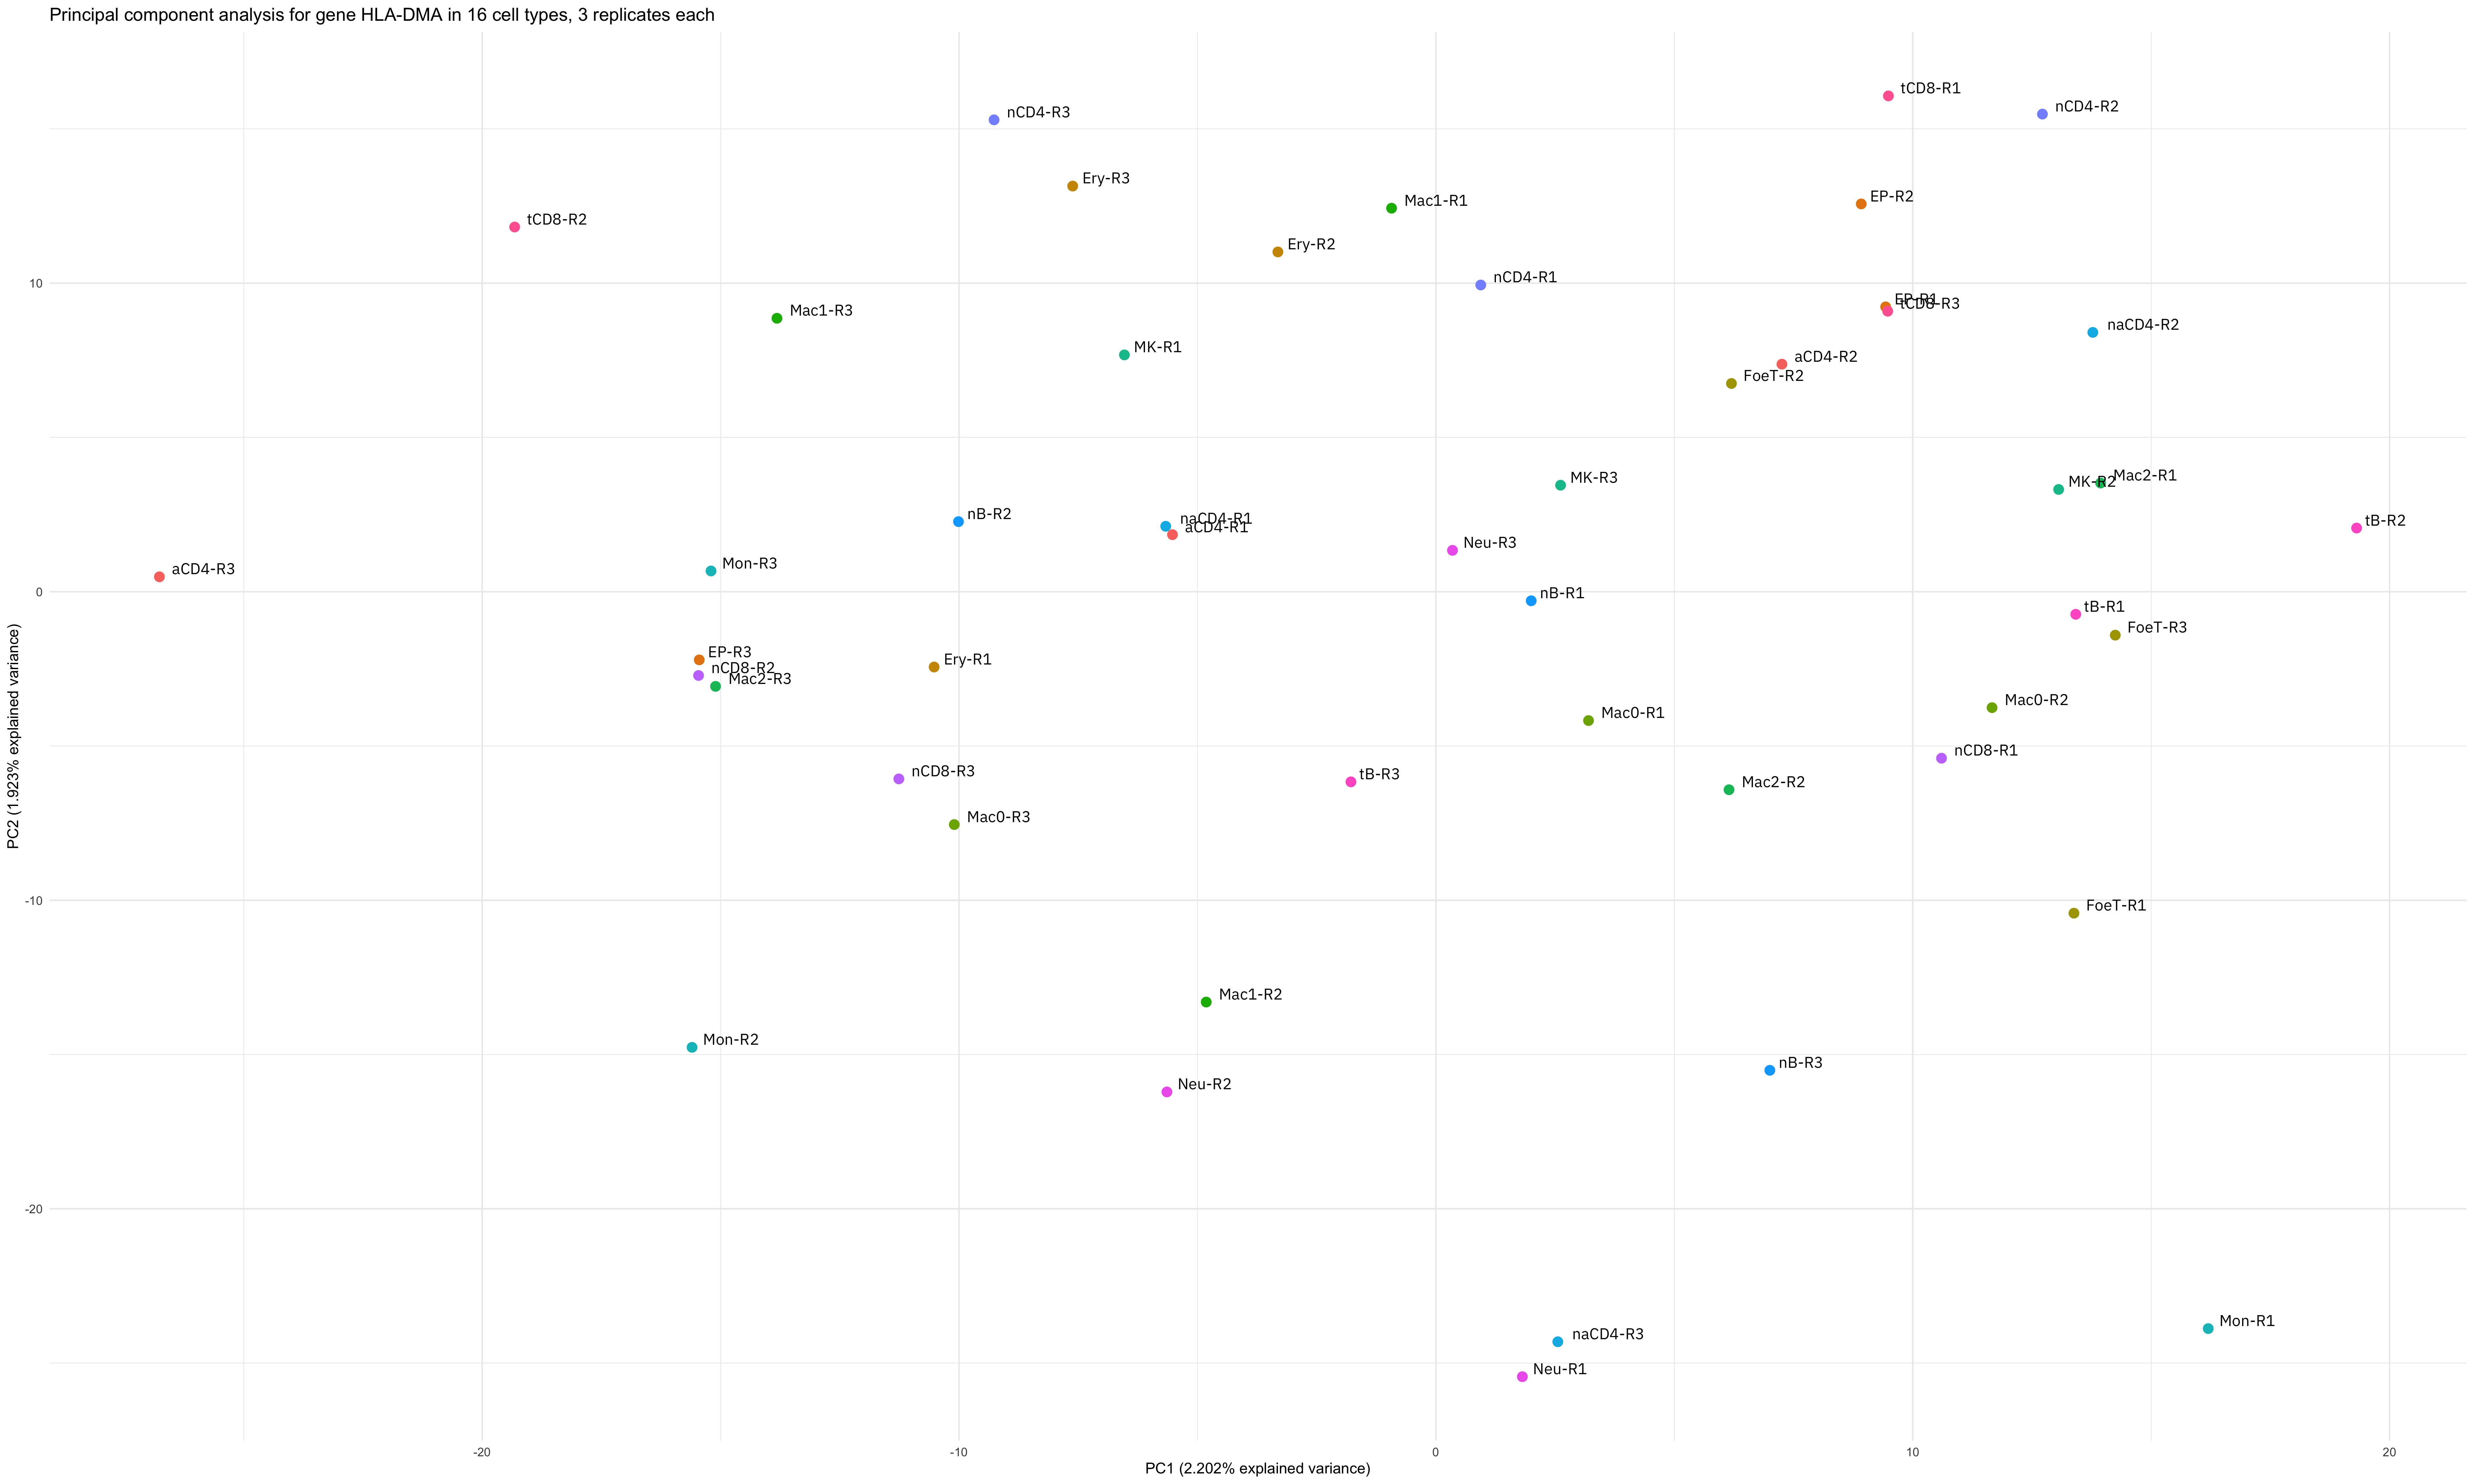 Principal component analysis for gene HLA-DMA in 16 cell types, 3 replicates each
tCD8-R1
nCD4-R2
nCD4-R3
Ery-R3
EP-R2
Mac1-R1
tCD8-R2
Ery-R2
nCD4-R1
10
EP-R1
tCD8-R3
Mac1-R3
naCD4-R2
MK-R1
aCD4-R2
FoeT-R2
MK-R3
Mac2-R1
MK-R2
nB-R2
naCD4-R1
tB-R2
aCD4-R1
Neu-R3
Mon-R3
aCD4-R3
0
nB-R1
tB-R1
FoeT-R3
EP-R3
Ery-R1
nCD8-R2
Mac2-R3
Mac0-R2
Mac0-R1
nCD8-R1
nCD8-R3
tB-R3
Mac2-R2
Mac0-R3
PC2 (1.923% explained variance)
-10
FoeT-R1
Mac1-R2
Mon-R2
nB-R3
Neu-R2
-20
Mon-R1
naCD4-R3
Neu-R1
-20 -10 0 10 20
PC1 (2.202% explained variance)